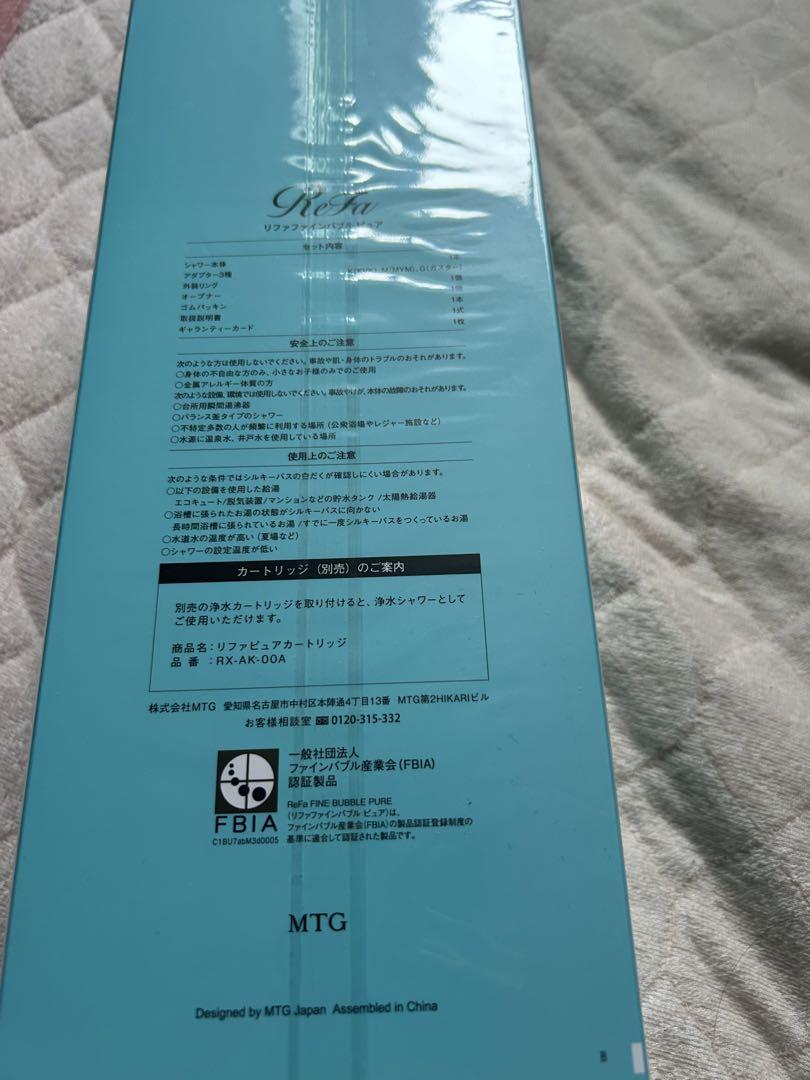 ReFa
リファファインバブル ピュア
セット内容
シャワー本体 1本
アダプター3種 K(KVK)、M(MYM)、G(ガスター)
外装リング 1個
オープナー 1個
ゴムパッキン 1本
取扱説明書 1式
ギャランティーカード 1枚
安全上のご注意
次のような方は使用しないでください。事故や肌・身体のトラブルのおそれがあります。
○身体の不自由な方のみ、小さなお子様のみでのご使用
○金属アレルギー体質の方
次のような設備、環境では使用しないでください。事故やけが、本体の故障のおそれがあります。
○台所用瞬間湯沸器
○バランス釜タイプのシャワー
○不特定多数の人が頻繁に利用する場所(公衆浴場やレジャー施設など)
○水源に温泉水、井戸水を使用している場所
使用上のご注意
次のような条件ではシルキーバスの白だくが確認しにくい場合があります。
○以下の設備を使用した給湯
エコキュート/脱気装置/マンションなどの貯水タンク/太陽熱給湯器
○浴槽に張られたお湯の状態がシルキーバスに向かない
長時間浴槽に張られているお湯/すでに一度シルキーバスをつくっているお湯
○水道水の温度が高い(夏場など)
○シャワーの設定温度が低い
カートリッジ(別売)のご案内
別売の浄水カートリッジを取り付けると、浄水シャワーとして
ご使用いただけます。
商品名:リファピュアカートリッジ
品 番 :RX-AK-00A
株式会社MTG 愛知県名古屋市中村区本陣通4丁目13番 MTG第2HIKARIビル
お客様相談室 0120-315-332
一般社団法人
ファインバブル産業会(FBIA)
認証製品
FBIA
C1BU7abM3d0005
ReFa FINE BUBBLE PURE
(リファファインバブル ピュア)は、
ファインバブル産業会(FBIA)の製品認証登録制度の
基準に適合して認証された製品です。
MTG
Designed by MTG Japan Assembled in China
B